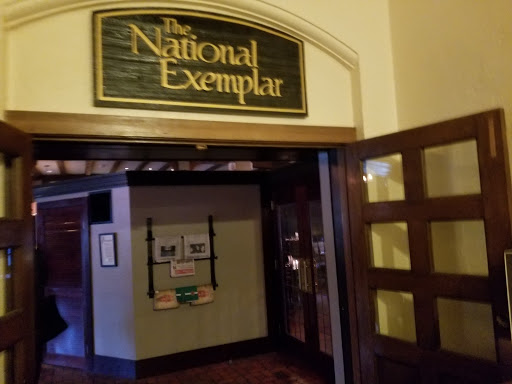 The
National
Exemplar